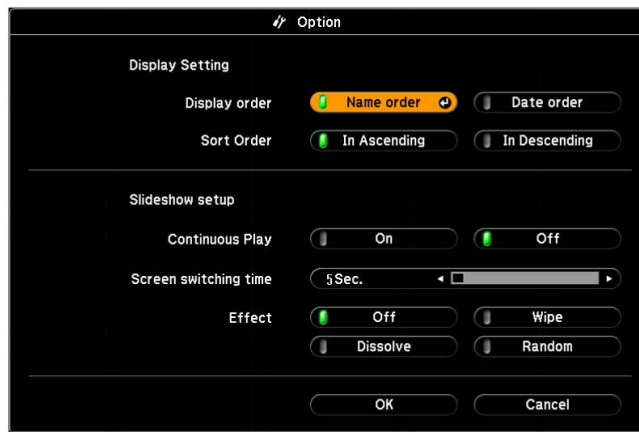 Option
Display Setting
Display order Name order Date order
Sort Order In Ascending In Descending
Slideshow setup
Continuous Play On Off
Screen switching time 5Sec.
Effect Off Wipe
Dissolve Random
OK Cancel